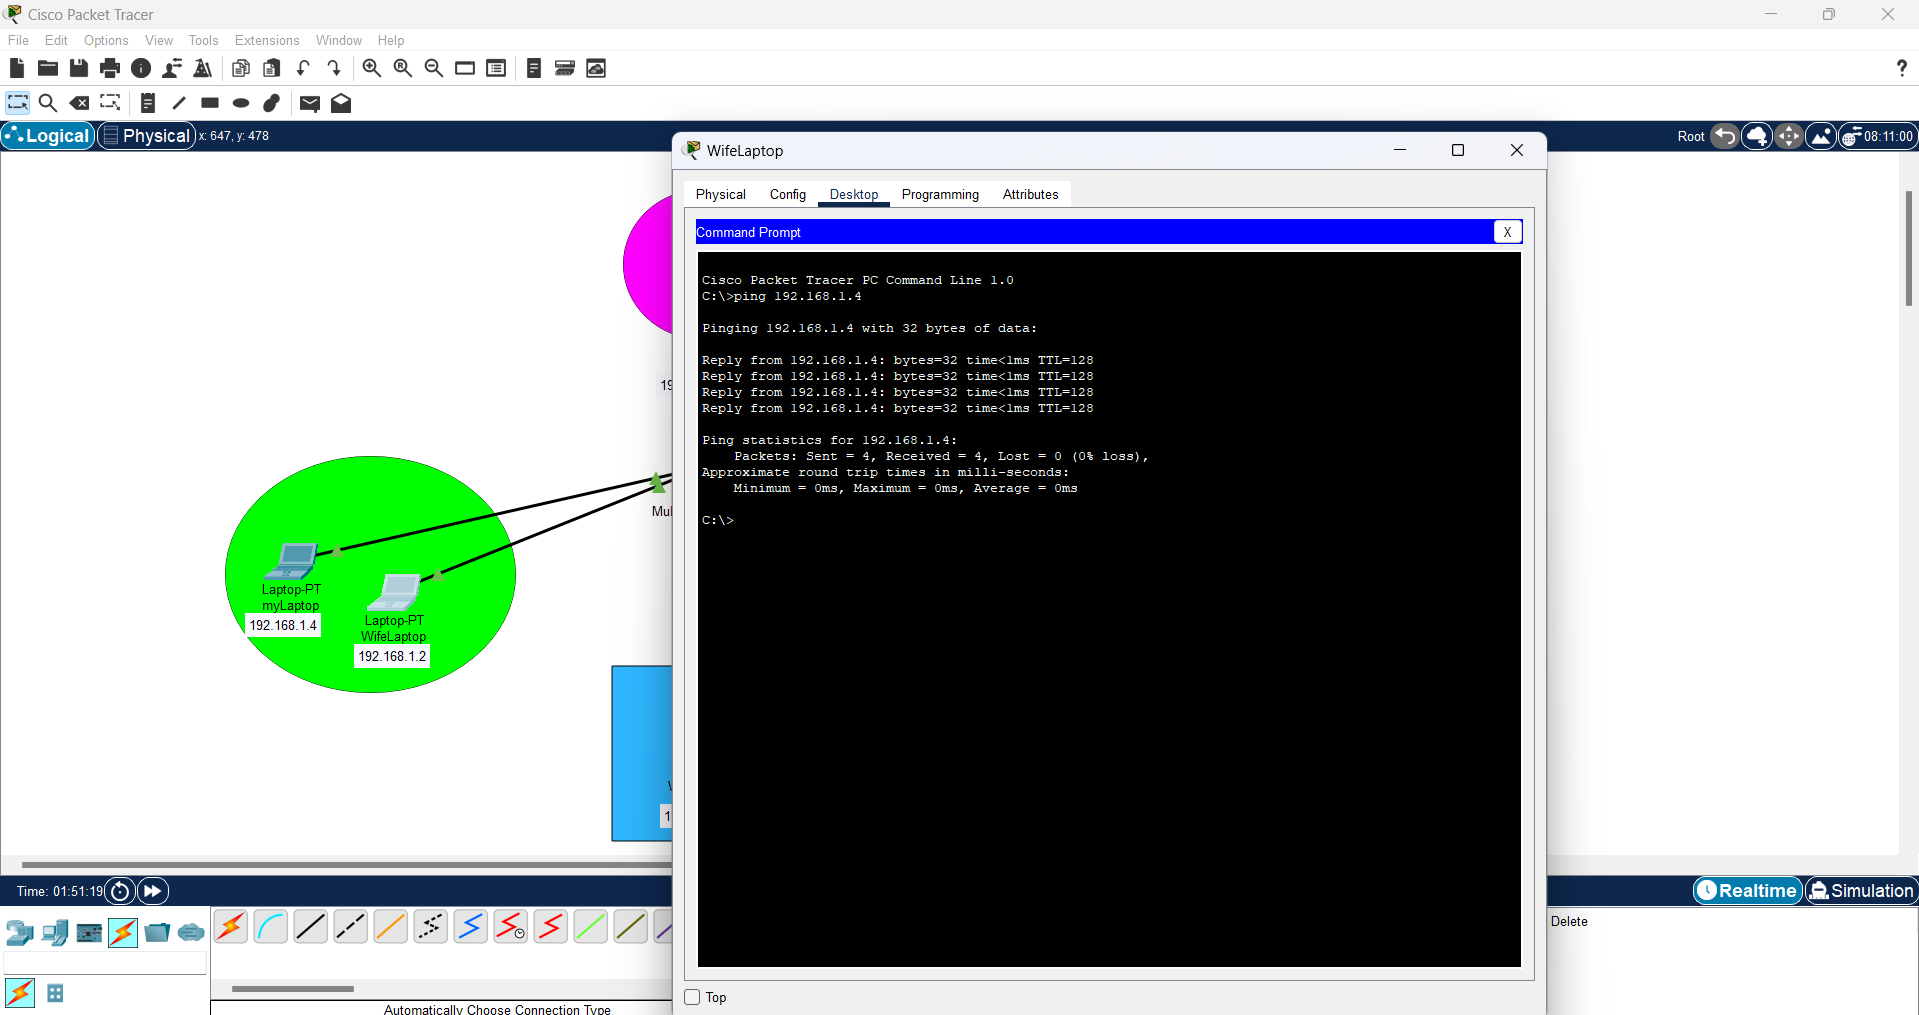 Cisco Packet Tracer
File Edit Options View Tools Extensions Window Help
?
Logical Physical x: 647, y: 478 Root 08:11:00
WifeLaptop
Physical Config Desktop Programming Attributes
Command Prompt X
Cisco Packet Tracer PC Command Line 1.0
C:\>ping 192.168.1.4
Pinging 192.168.1.4 with 32 bytes of data:
Reply from 192.168.1.4: bytes=32 time<1ms TTL=128
Reply from 192.168.1.4: bytes=32 time<1ms TTL=128
Reply from 192.168.1.4: bytes=32 time<1ms TTL=128
Reply from 192.168.1.4: bytes=32 time<1ms TTL=128
Ping statistics for 192.168.1.4:
Packets: Sent = 4, Received = 4, Lost = 0 (0% loss),
Approximate round trip times in milli-seconds:
Minimum = 0ms, Maximum = 0ms, Average = 0ms
C:\>
Top
19
Mul
Laptop-PT
myLaptop
192.168.1.4
Laptop-PT
WifeLaptop
192.168.1.2
1
Time: 01:51:19 Realtime Simulation
Delete
Automatically Choose Connection Type